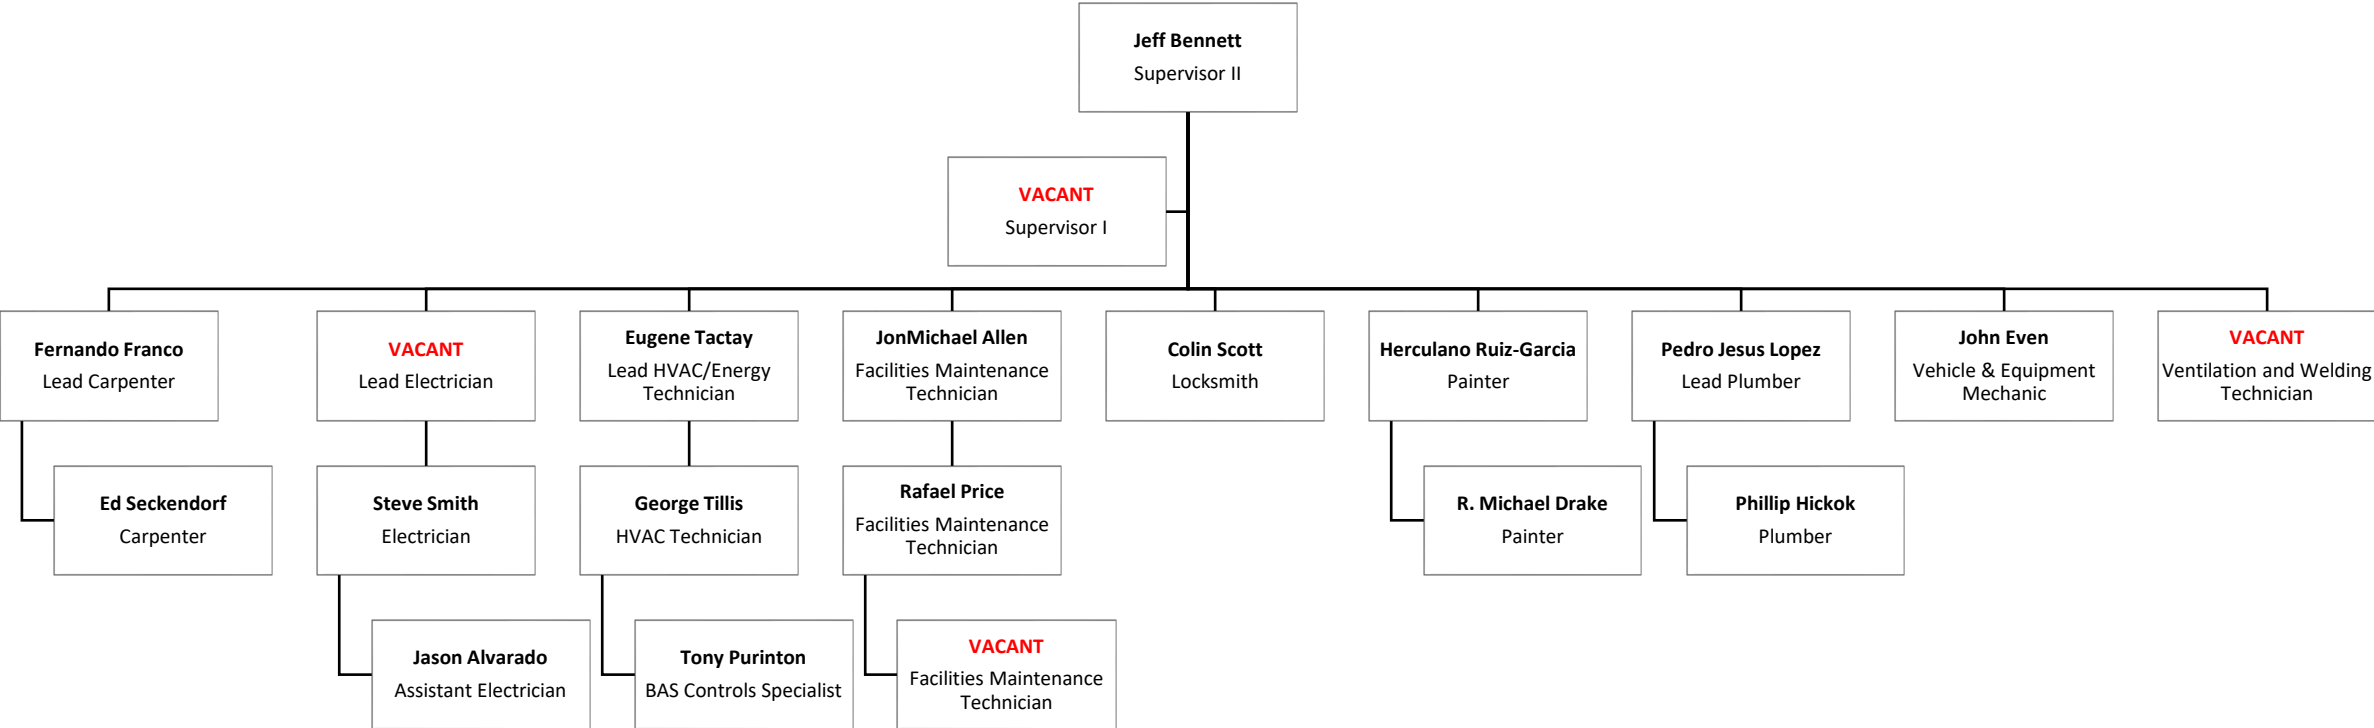 Jeff Bennett
Supervisor II
VACANT
Supervisor I
Fernando Franco
Lead Carpenter
VACANT
Lead Electrician
Eugene Tactay
Lead HVAC/Energy
Technician
JonMichael Allen
Facilities Maintenance
Technician
Colin Scott
Locksmith
Herculano Ruiz-Garcia
Painter
Pedro Jesus Lopez
Lead Plumber
John Even
Vehicle & Equipment
Mechanic
VACANT
Ventilation and Welding
Technician
Ed Seckendorf
Carpenter
Steve Smith
Electrician
George Tillis
HVAC Technician
Rafael Price
Facilities Maintenance
Technician
R. Michael Drake
Painter
Phillip Hickok
Plumber
Jason Alvarado
Assistant Electrician
Tony Purinton
BAS Controls Specialist
VACANT
Facilities Maintenance
Technician